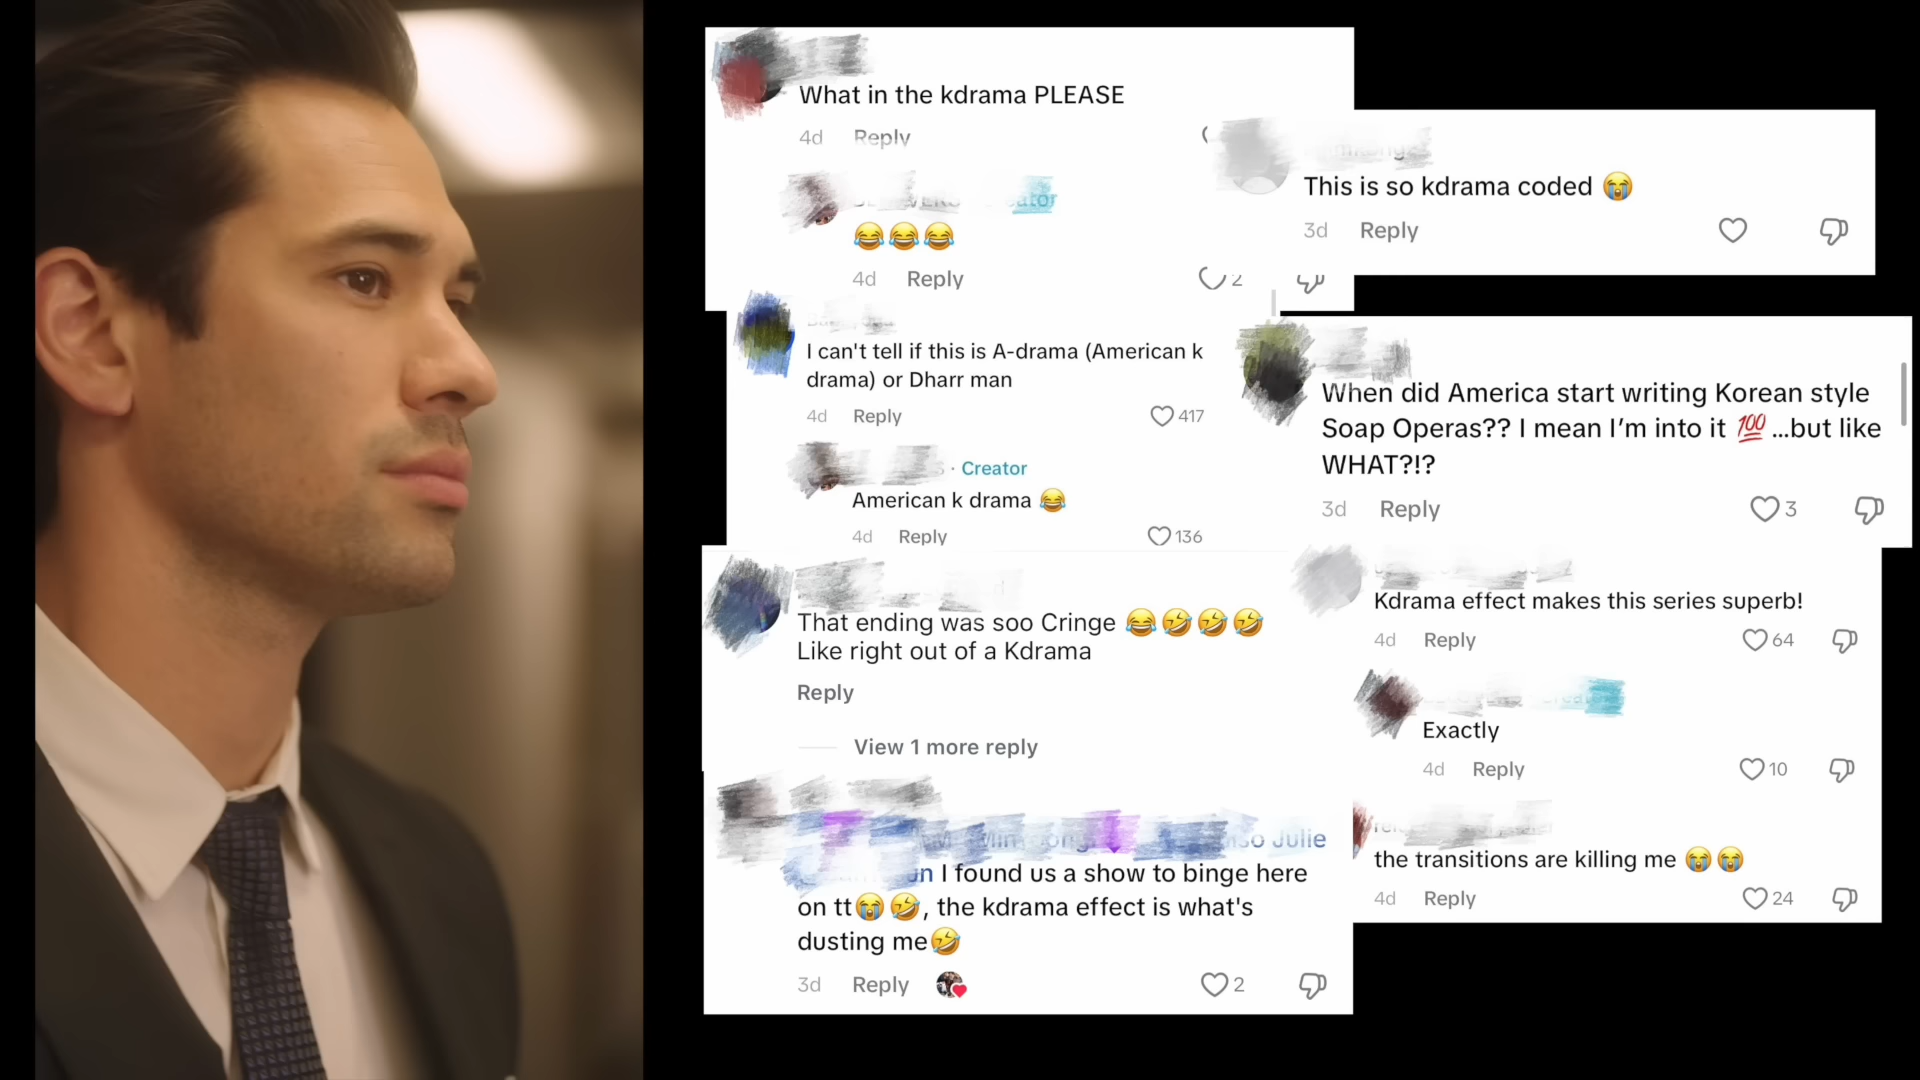 What in the kdrama PLEASE
4d Reply
😂😂😂
4d Reply 2
This is so kdrama coded 😭
3d Reply
I can't tell if this is A-drama (American k
drama) or Dharr man
4d Reply 417
· Creator
American k drama 😂
4d Reply 136
When did America start writing Korean style
Soap Operas?? I mean I'm into it 💯 ...but like
WHAT?!?
3d Reply 3
That ending was soo Cringe 😂🤣🤣🤣
Like right out of a Kdrama
Reply
View 1 more reply
Kdrama effect makes this series superb!
4d Reply 64
Exactly
4d Reply 10
the transitions are killing me 😭😭
4d Reply 24
Julie
I found us a show to binge here
on tt😭🤣, the kdrama effect is what's
dusting me🤣
3d Reply 2